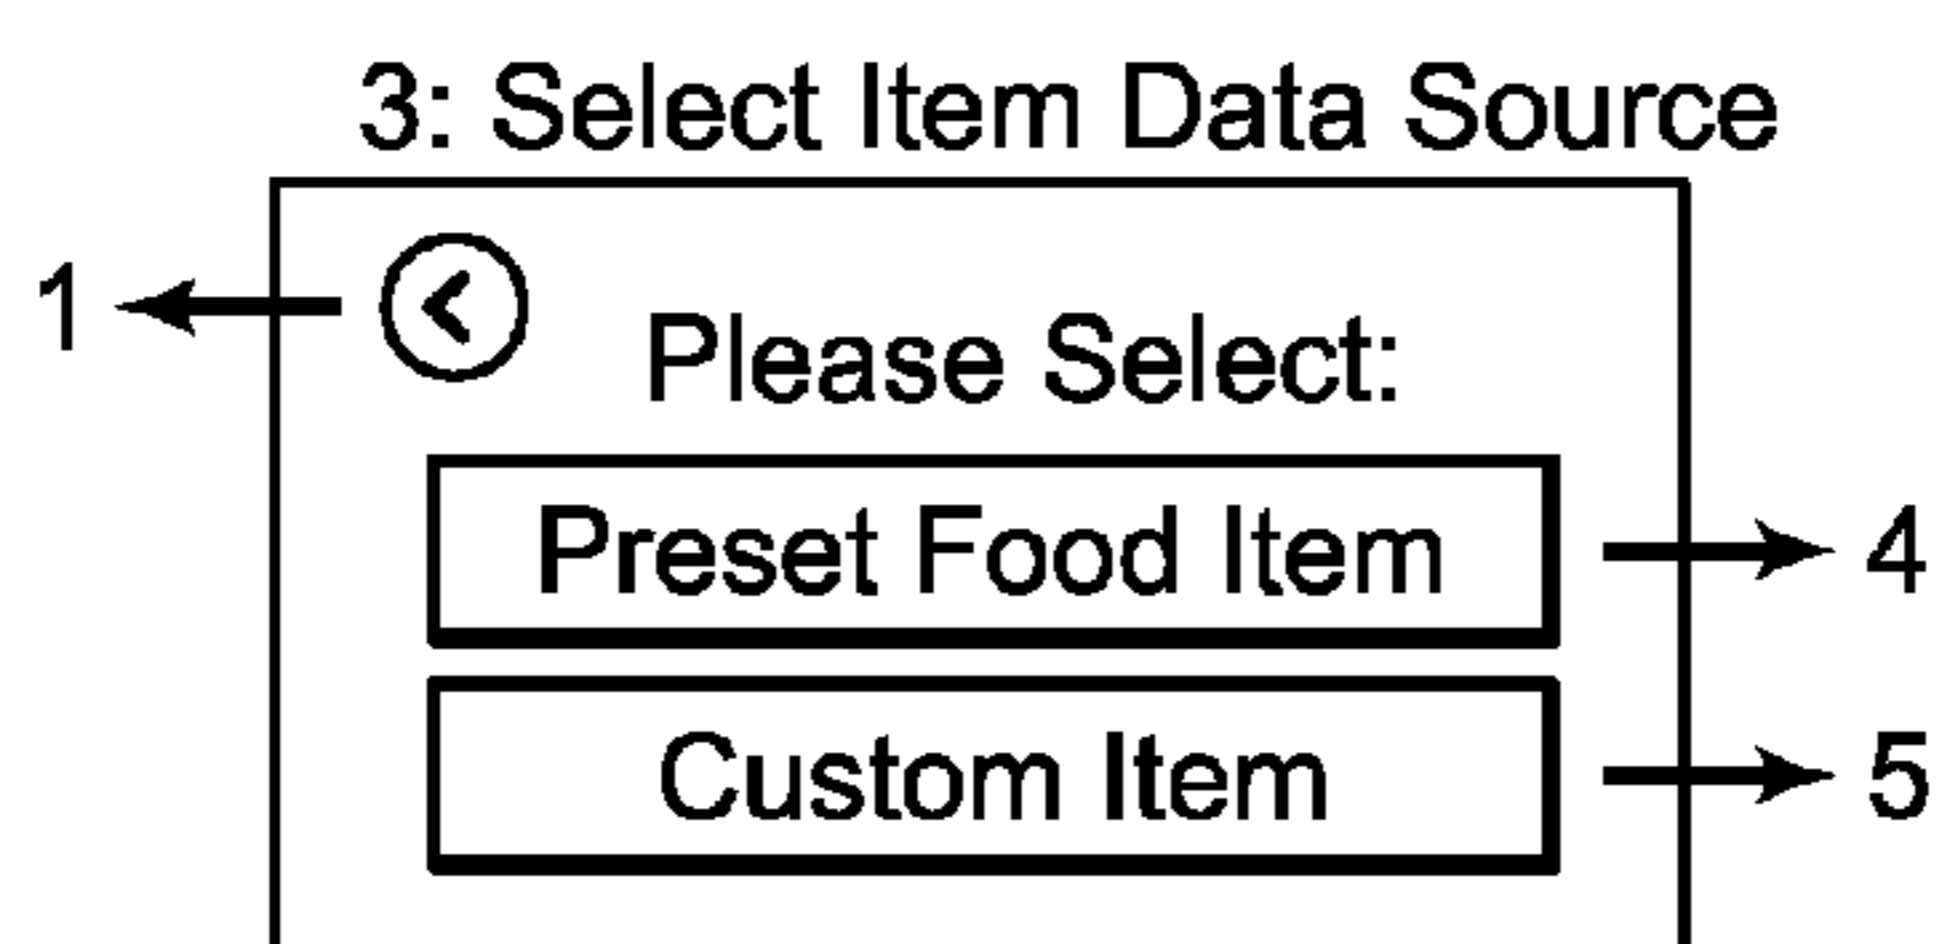 3: Select Item Data Source
1
Please Select:
Preset Food Item
4
Custom Item
5